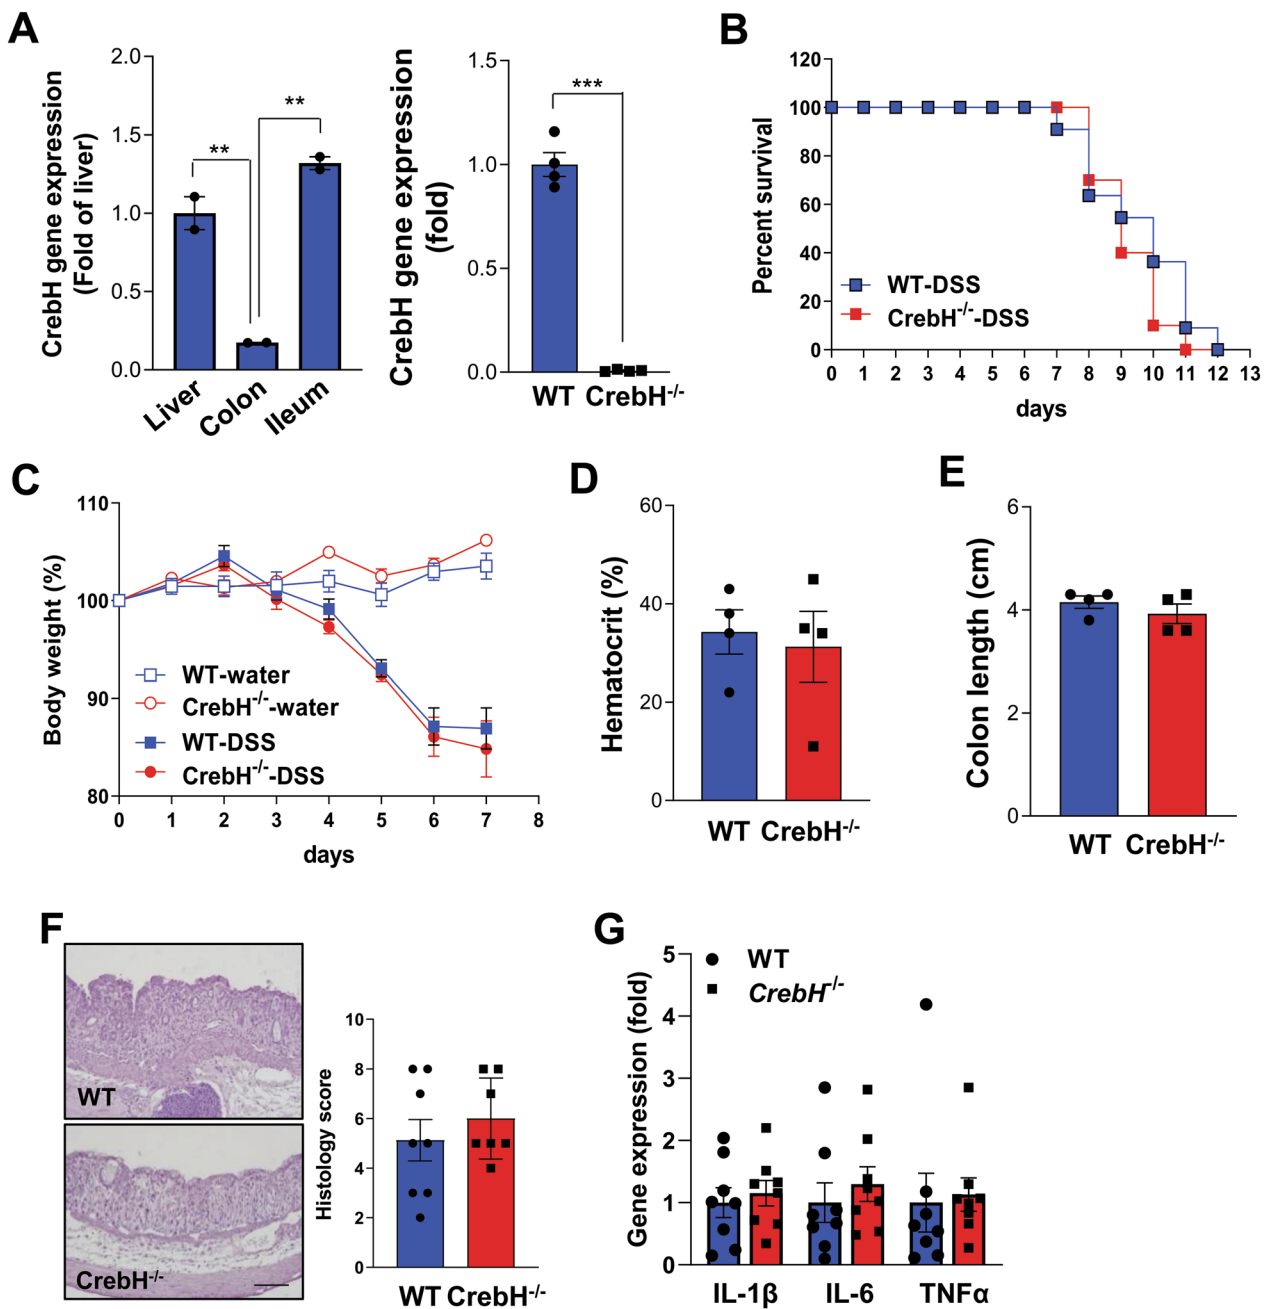 A
CrebH gene expression
(Fold of liver)
2.0
1.5
1.0
0.5
0.0
**
**
Liver
Colon
Ileum
CrebH gene expression
(fold)
1.5
1.0
0.5
0.0
***
WT CrebH-/-
B
Percent survival
120
100
80
60
40
20
0
WT-DSS
CrebH-/--DSS
0 1 2 3 4 5 6 7 8 9 10 11 12 13
days
C
Body weight (%)
110
100
90
80
WT-water
CrebH-/--water
WT-DSS
CrebH-/--DSS
0 1 2 3 4 5 6 7 8
days
D
Hematocrit (%)
60
40
20
0
WT CrebH-/-
E
Colon length (cm)
6
4
2
0
WT CrebH-/-
F
WT
CrebH-/-
Histology score
10
8
6
4
2
0
WT CrebH-/-
G
Gene expression (fold)
5
4
3
2
1
0
WT
CrebH-/-
IL-1β IL-6 TNFα